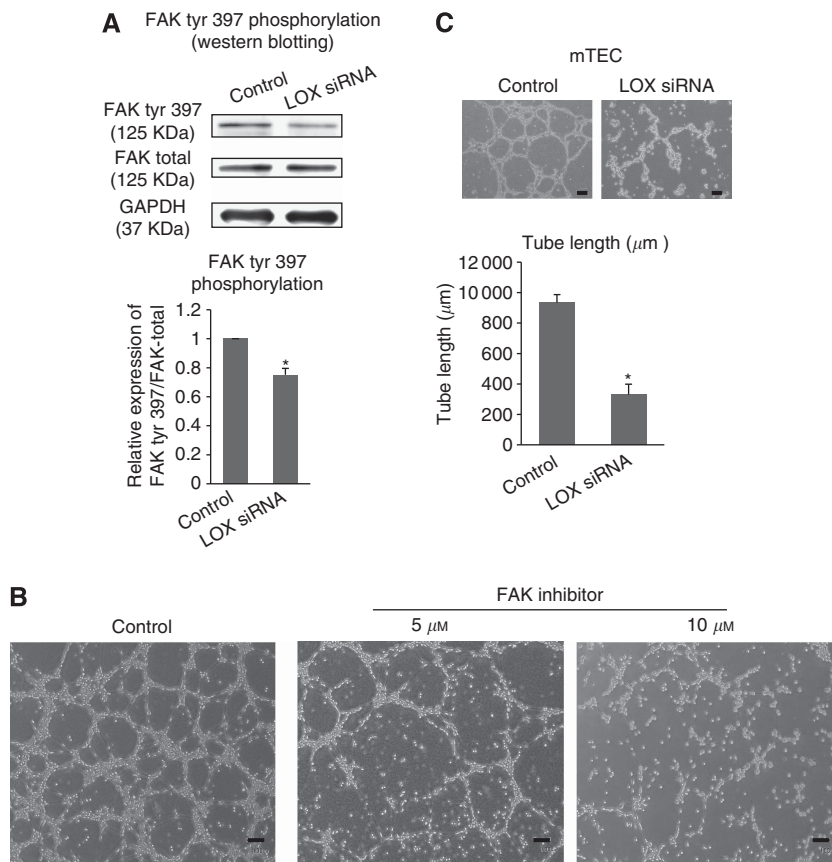 A
FAK tyr 397 phosphorylation
(western blotting)
Control
LOX siRNA
FAK tyr 397
(125 KDa)
FAK total
(125 KDa)
GAPDH
(37 KDa)
FAK tyr 397
phosphorylation
Relative expression of
FAK tyr 397/FAK-total
1.2
1
0.8
0.6
0.4
0.2
0
*
Control
LOX siRNA
C
mTEC
Control
LOX siRNA
Tube length (μm )
Tube length (μm)
12 000
10 000
800
600
400
200
0
*
Control
LOX siRNA
B
Control
FAK inhibitor
5 μM
10 μM